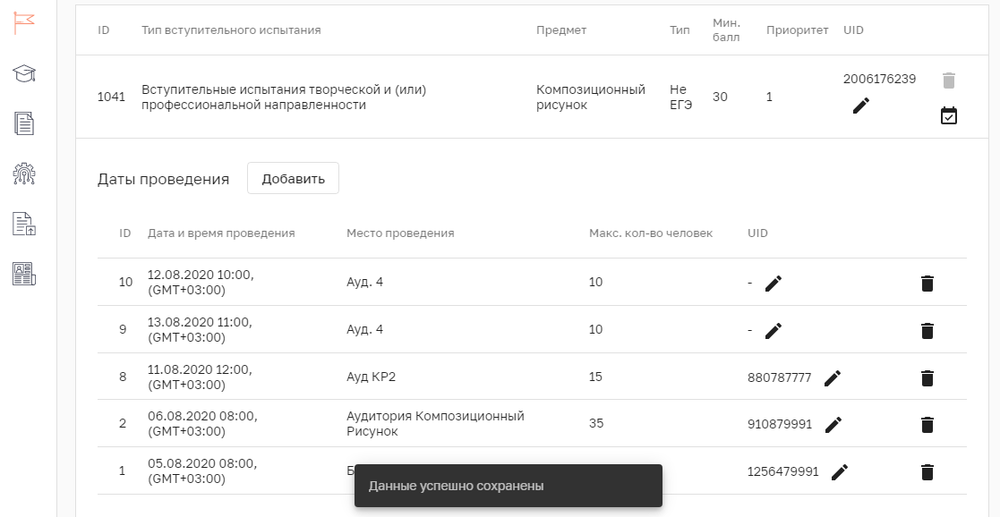 ID Тип вступительного испытания Предмет Тип Мин. балл Приоритет UID
1041 Вступительные испытания творческой и (или) профессиональной направленности Композиционный рисунок Не ЕГЭ 30 1 2006176239
Даты проведения Добавить
ID Дата и время проведения Место проведения Макс. кол-во человек UID
10 12.08.2020 10:00, (GMT+03:00) Ауд. 4 10 -
9 13.08.2020 11:00, (GMT+03:00) Ауд. 4 10 -
8 11.08.2020 12:00, (GMT+03:00) Ауд КР2 15 880787777
2 06.08.2020 08:00, (GMT+03:00) Аудитория Композиционный Рисунок 35 910879991
1 05.08.2020 08:00, (GMT+03:00) 1256479991
Данные успешно сохранены